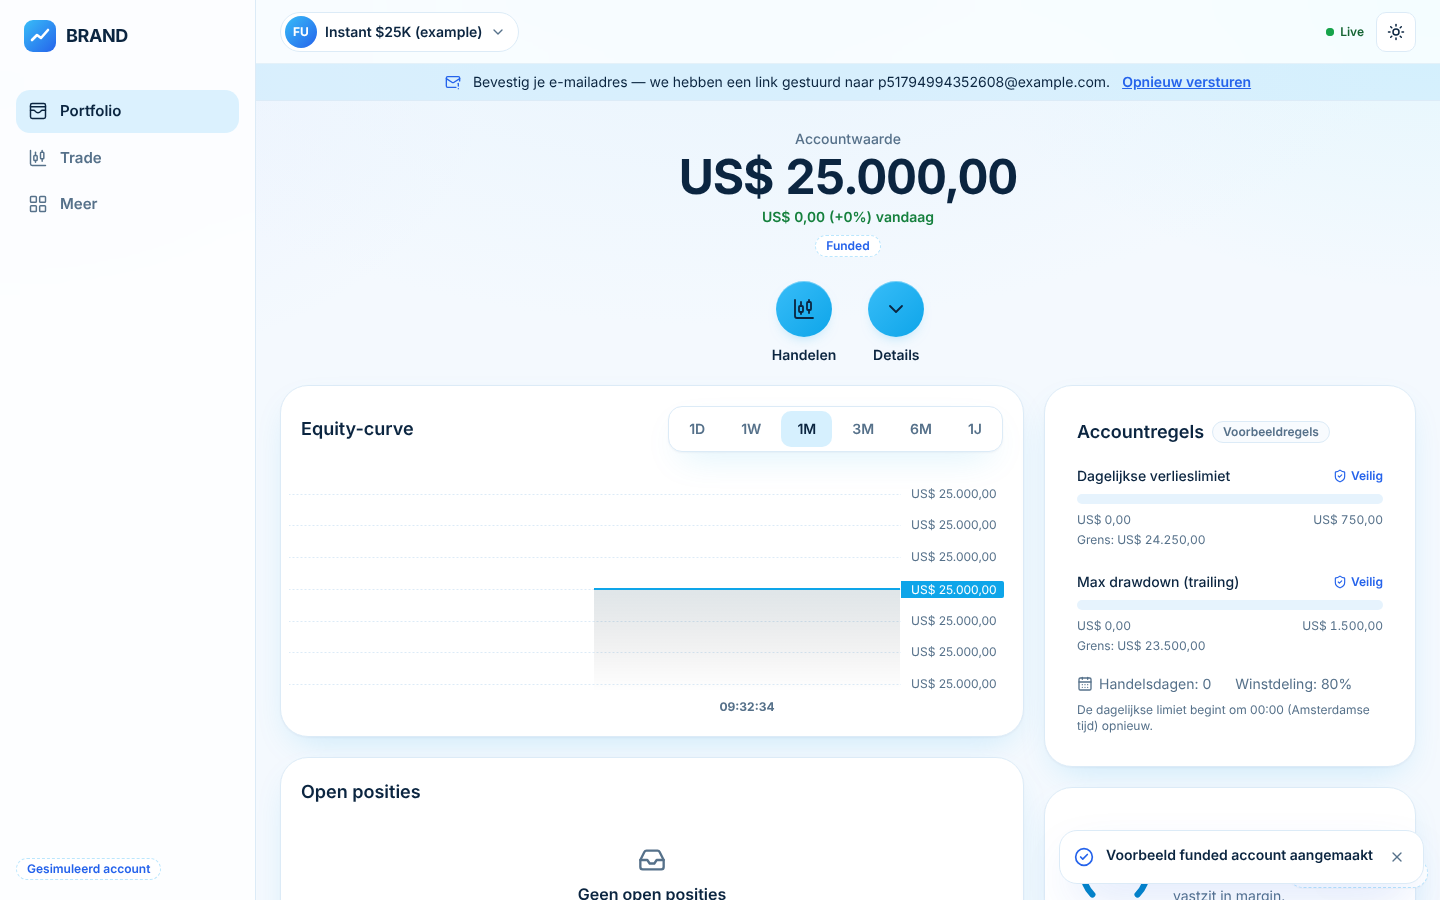 BRAND
Portfolio
Trade
Meer
Gesimuleerd account
FU Instant $25K (example)
Live
Bevestig je e-mailadres — we hebben een link gestuurd naar p51794994352608@example.com. Opnieuw versturen
Accountwaarde
US$ 25.000,00
US$ 0,00 (+0%) vandaag
Funded
Handelen
Details
Equity-curve
1D 1W 1M 3M 6M 1J
US$ 25.000,00
US$ 25.000,00
US$ 25.000,00
US$ 25.000,00
US$ 25.000,00
US$ 25.000,00
US$ 25.000,00
09:32:34
Open posities
Geen open posities
Accountregels Voorbeeldregels
Dagelijkse verlieslimiet Veilig
US$ 0,00 US$ 750,00
Grens: US$ 24.250,00
Max drawdown (trailing) Veilig
US$ 0,00 US$ 1.500,00
Grens: US$ 23.500,00
Handelsdagen: 0 Winstdeling: 80%
De dagelijkse limiet begint om 00:00 (Amsterdamse
tijd) opnieuw.
Voorbeeld funded account aangemaakt
vastzit in margin.